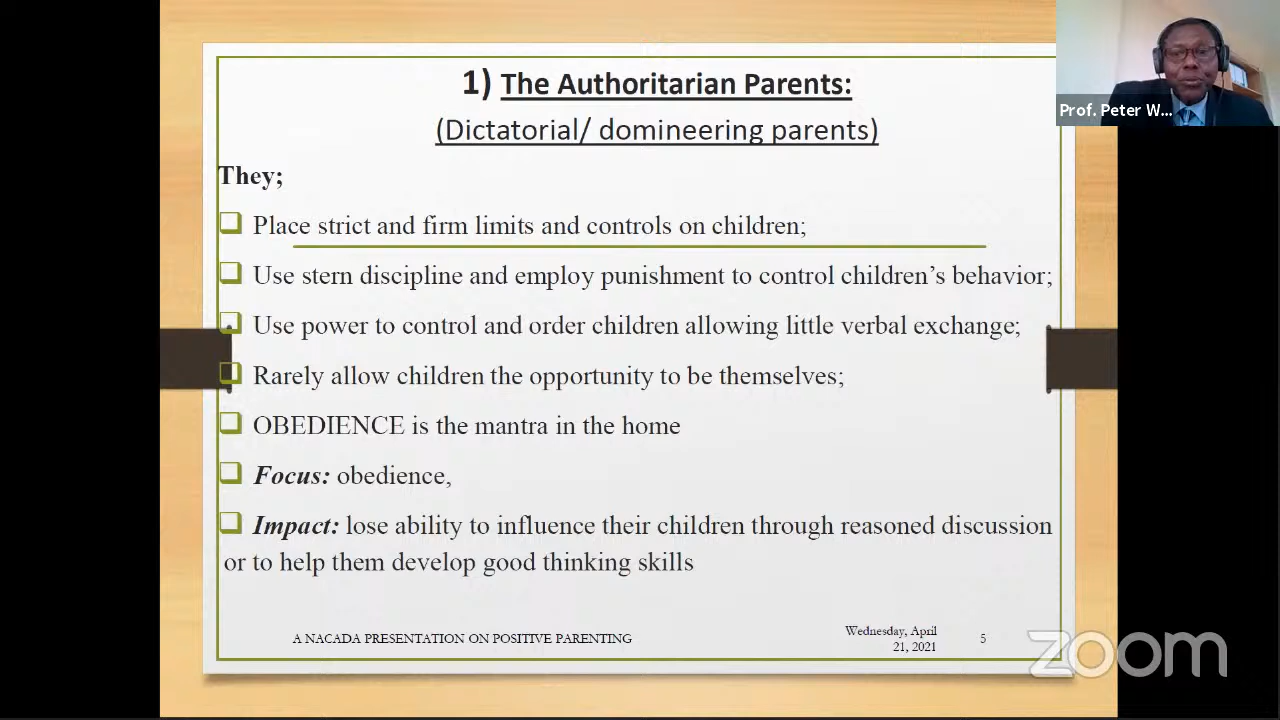 1) The Authoritarian Parents:
(Dictatorial/ domineering parents)
Prof. Peter W...
They;
Place strict and firm limits and controls on children;
Use stern discipline and employ punishment to control children’s behavior;
Use power to control and order children allowing little verbal exchange;
Rarely allow children the opportunity to be themselves;
OBEDIENCE is the mantra in the home
Focus: obedience,
Impact: lose ability to influence their children through reasoned discussion
or to help them develop good thinking skills
A NACADA PRESENTATION ON POSITIVE PARENTING
Wednesday, April
21, 2021
5
zoom